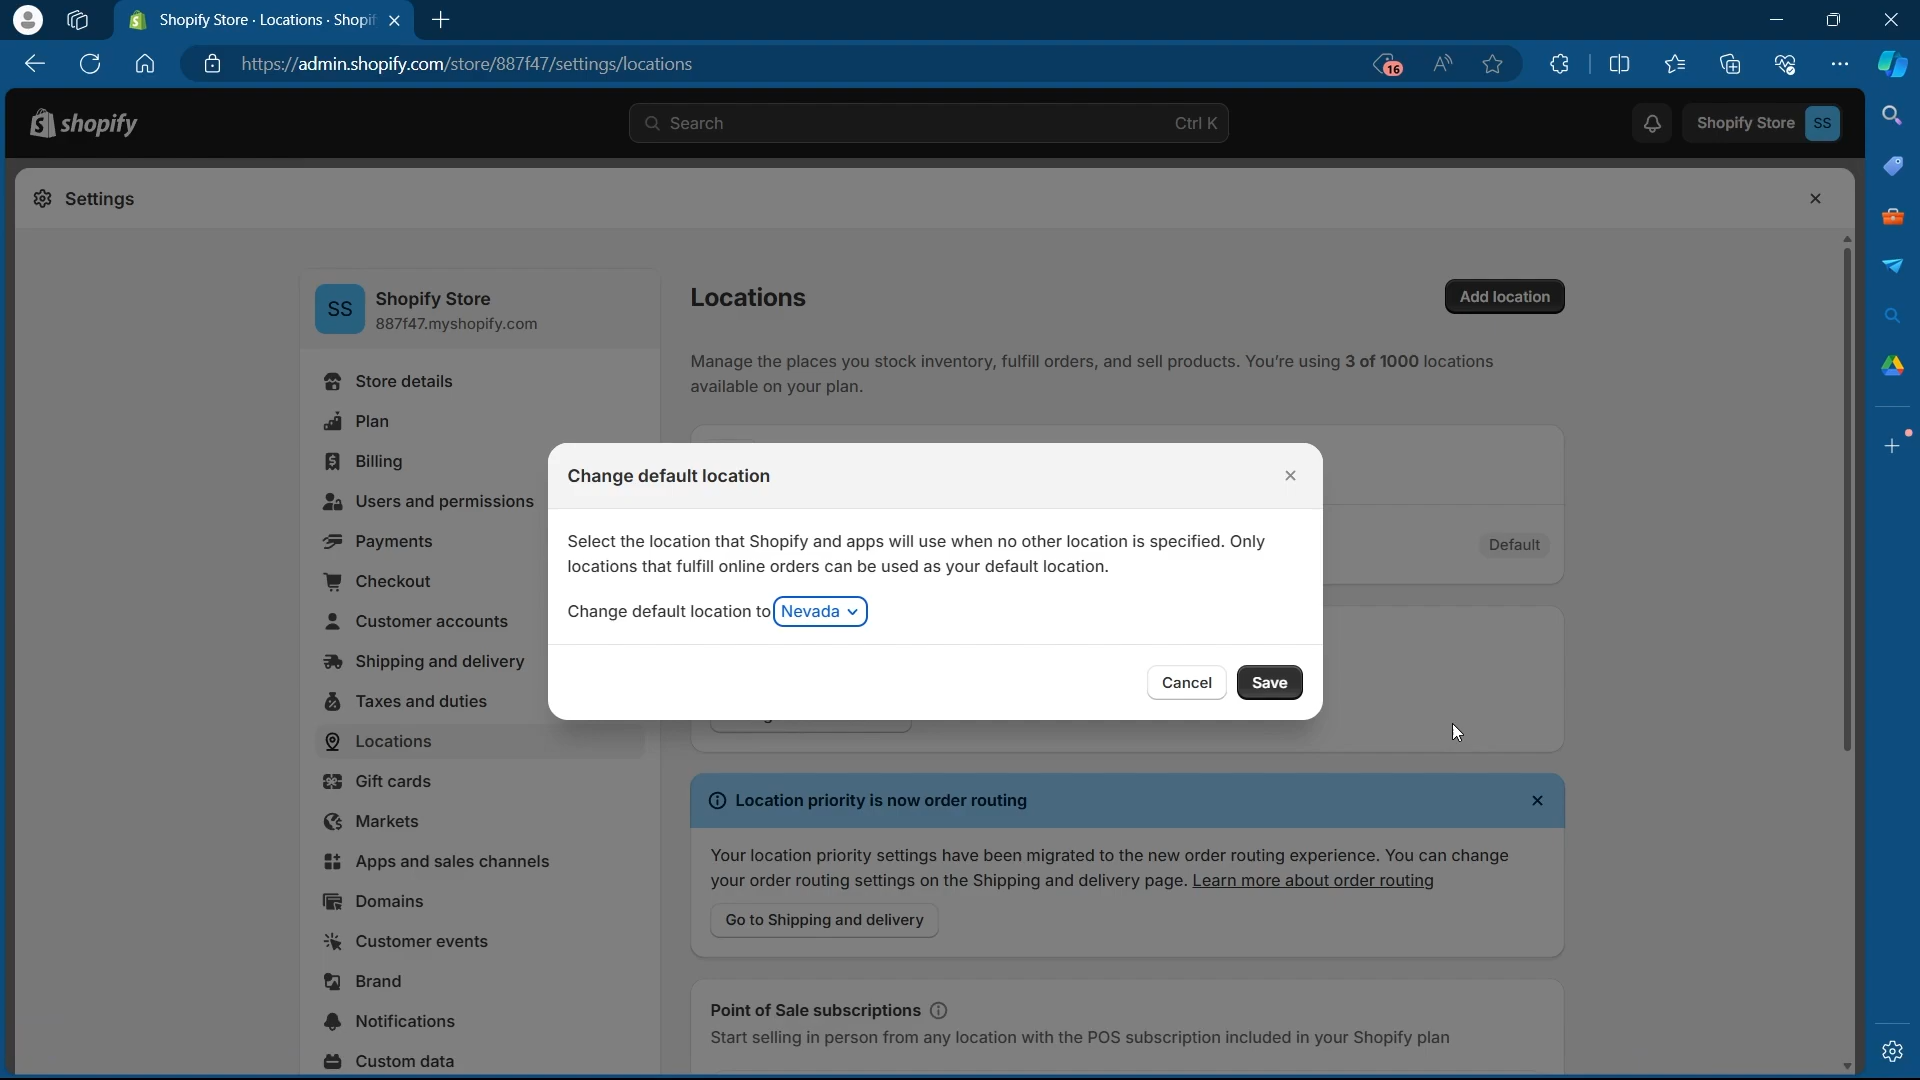 Shopify Store · Locations · Shopif
https://admin.shopify.com/store/887f47/settings/locations
16
A
shopify
Search
Ctrl K
Shopify Store
SS
Settings
SS
Shopify Store
887f47.myshopify.com
Store details
Plan
Billing
Users and permissions
Payments
Checkout
Customer accounts
Shipping and delivery
Taxes and duties
Locations
Gift cards
Markets
Apps and sales channels
Domains
Customer events
Brand
Notifications
Custom data
Locations
Add location
Manage the places you stock inventory, fulfill orders, and sell products. You're using 3 of 1000 locations
available on your plan.
Default
Change default location
Select the location that Shopify and apps will use when no other location is specified. Only
locations that fulfill online orders can be used as your default location.
Change default location to Nevada
Cancel
Save
Location priority is now order routing
Your location priority settings have been migrated to the new order routing experience. You can change
your order routing settings on the Shipping and delivery page. Learn more about order routing
Go to Shipping and delivery
Point of Sale subscriptions
Start selling in person from any location with the POS subscription included in your Shopify plan